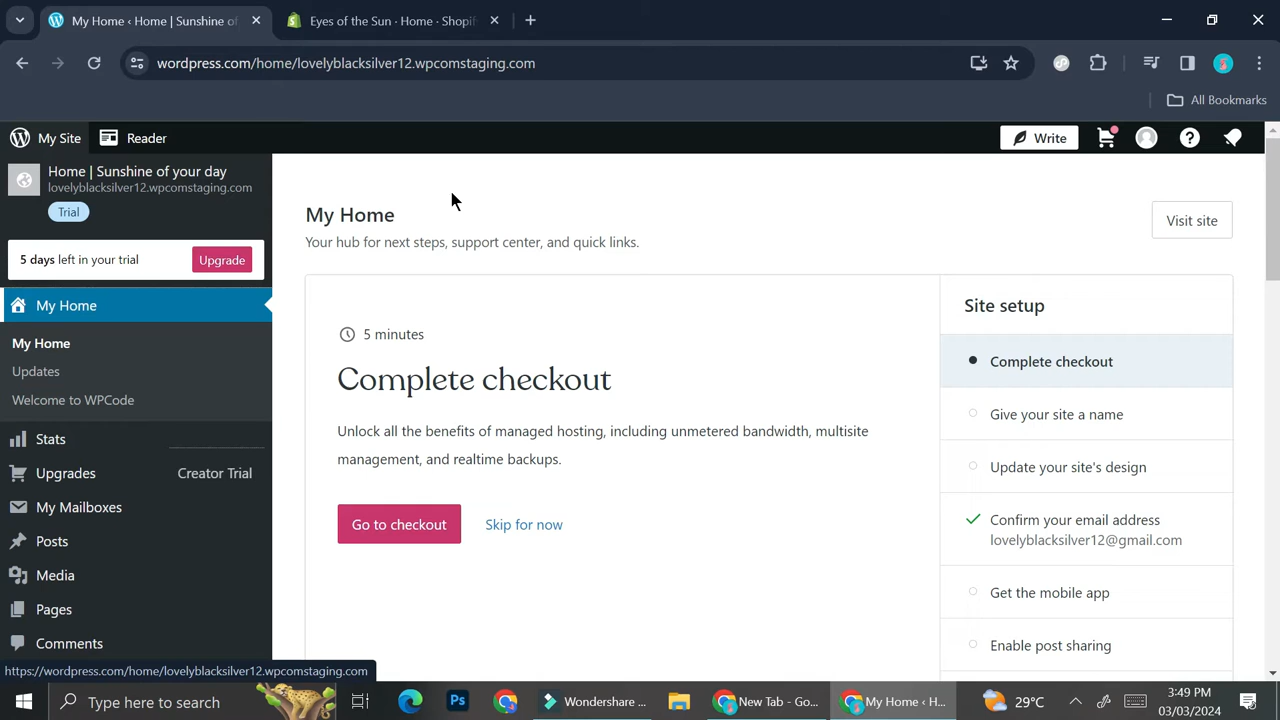 My Home ‹ Home | Sunshine of
Eyes of the Sun · Home · Shopif
wordpress.com/home/lovelyblacksilver12.wpcomstaging.com
All Bookmarks
My Site
Reader
Write
Home | Sunshine of your day
lovelyblacksilver12.wpcomstaging.com
Trial
5 days left in your trial
Upgrade
My Home
My Home
Updates
Welcome to WPCode
Stats
Upgrades
Creator Trial
My Mailboxes
Posts
Media
Pages
Comments
https://wordpress.com/home/lovelyblacksilver12.wpcomstaging.com
My Home
Your hub for next steps, support center, and quick links.
Visit site
5 minutes
Complete checkout
Unlock all the benefits of managed hosting, including unmetered bandwidth, multisite
management, and realtime backups.
Go to checkout
Skip for now
Site setup
Complete checkout
Give your site a name
Update your site's design
Confirm your email address
lovelyblacksilver12@gmail.com
Get the mobile app
Enable post sharing
Type here to search
Ps
Wondershare ...
New Tab - Go...
My Home ‹ H...
29°C
3:49 PM
03/03/2024